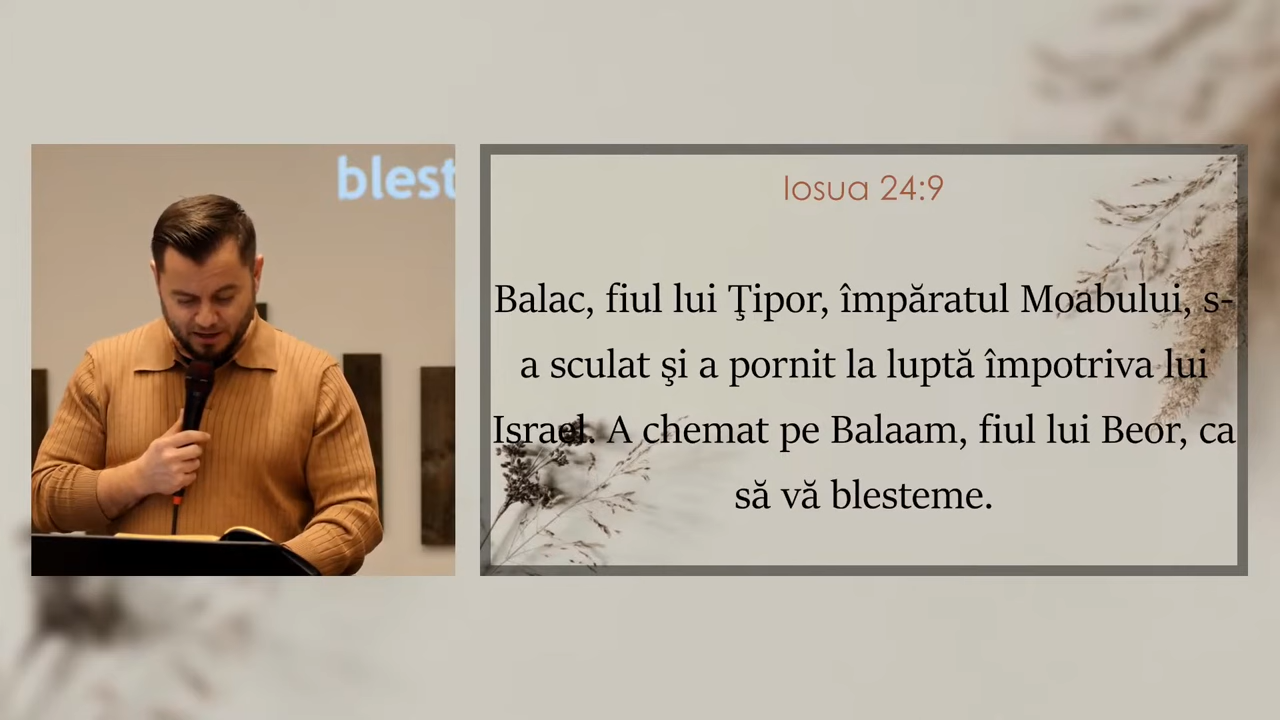 blest
Iosua 24:9
Balac, fiul lui Ţipor, împăratul Moabului, s-
a sculat şi a pornit la luptă împotriva lui
Israel. A chemat pe Balaam, fiul lui Beor, ca
să vă blesteme.